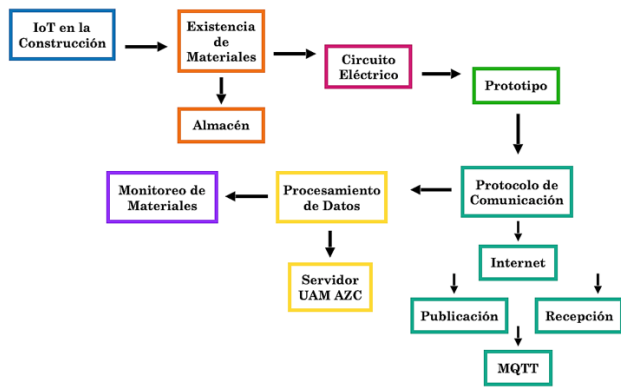 IoT en la
Construcción
Existencia
de
Materiales
Circuito
Eléctrico
Prototipo
Almacén
Monitoreo de
Materiales
Procesamiento
de Datos
Protocolo de
Comunicación
Internet
Servidor
UAM AZC
Publicación
Recepción
MQTT